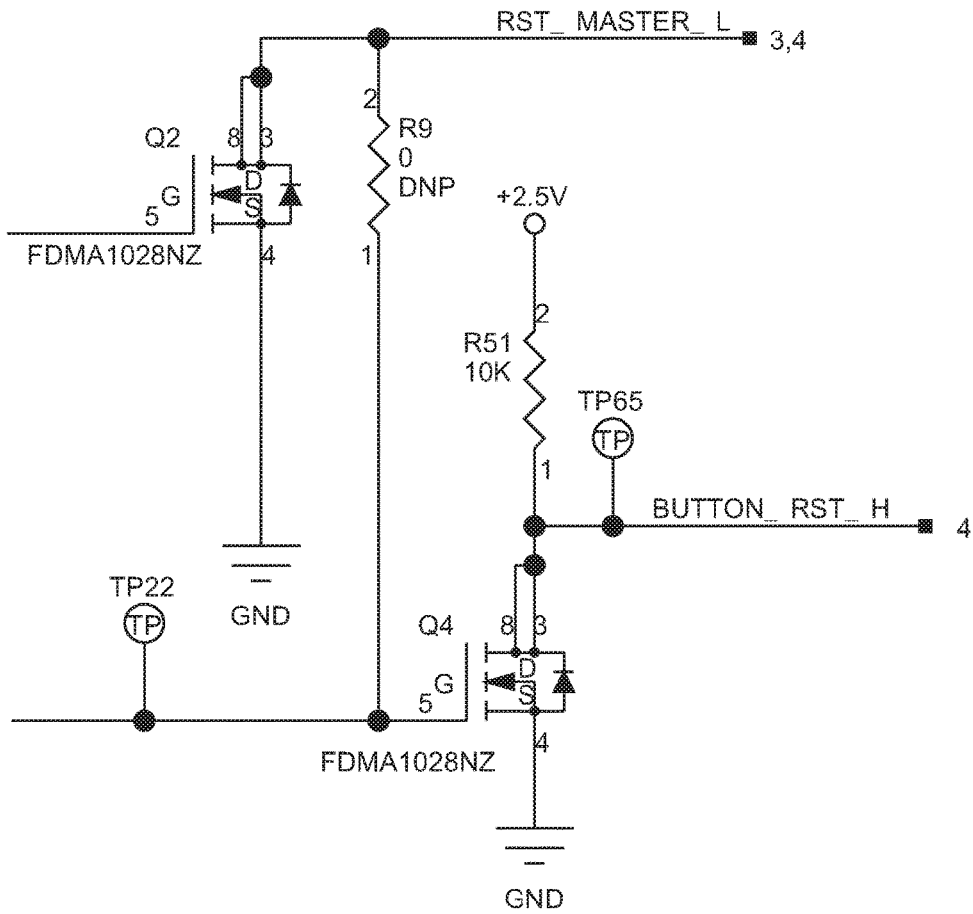 RST_ MASTER_ L
3,4
2
Q2
8
3
R9
0
DNP
D
G
S
5
FDMA1028NZ
4
1
+2.5V
2
R51
10K
TP65
TP
1
BUTTON_ RST_ H
4
TP22
TP
GND
Q4
8
3
D
G
S
5
4
FDMA1028NZ
GND